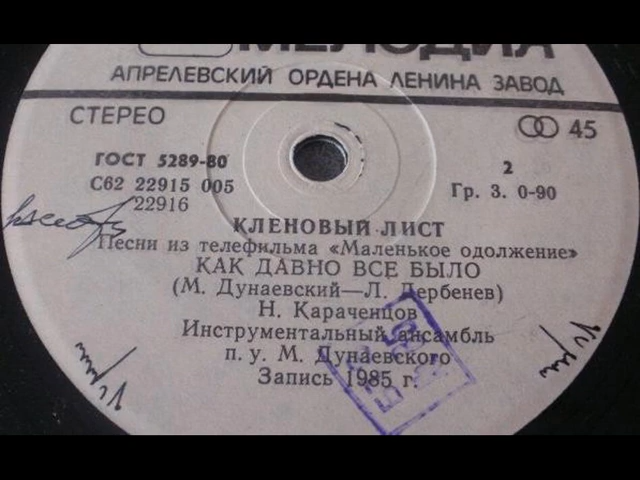 МЕЛОДИЯ
АПРЕЛЕВСКИЙ ОРДЕНА ЛЕНИНА ЗАВОД
СТЕРЕО
45
ГОСТ 5289-80
2
С62 22915 005
Гр. 3. 0-90
22916
КЛЕНОВЫЙ ЛИСТ
Песни из телефильма «Маленькое одолжение»
КАК ДАВНО ВСЕ БЫЛО
(М. Дунаевский—Л. Дербенев)
Н. Караченцов
Инструментальный ансамбль
п. у. М. Дунаевского
Запись 1985 г.